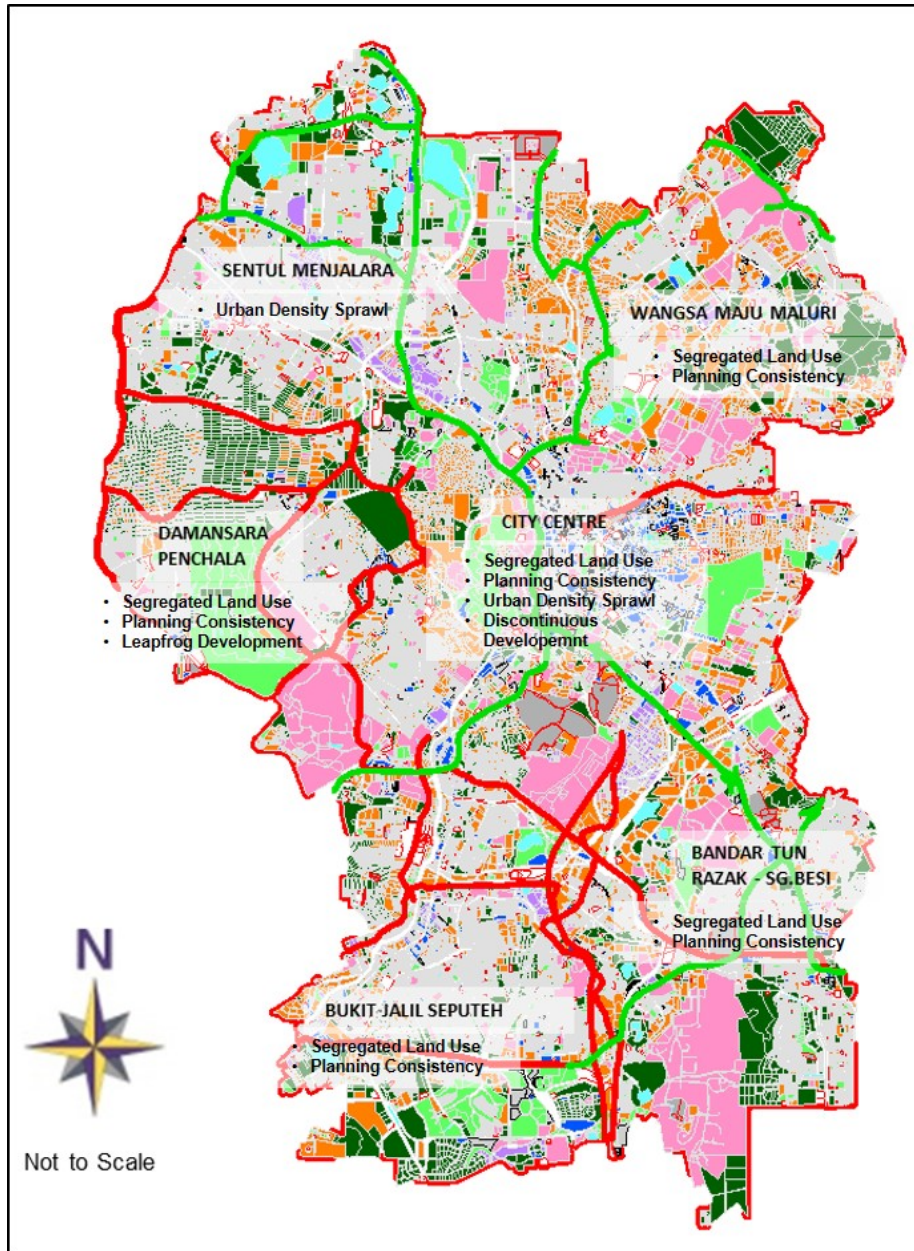 SENTUL MENJALARA
• Urban Density Sprawl
WANGSA MAJU MALURI
• Segregated Land Use
• Planning Consistency
DAMANSARA
PENCHALA
• Segregated Land Use
• Planning Consistency
• Leapfrog Development
CITY CENTRE
• Segregated Land Use
• Planning Consistency
• Urban Density Sprawl
• Discontinuous
Developemnt
BANDAR TUN
RAZAK - SG.BESI
• Segregated Land Use
• Planning Consistency
BUKIT JALIL SEPUTEH
• Segregated Land Use
• Planning Consistency
N
Not to Scale